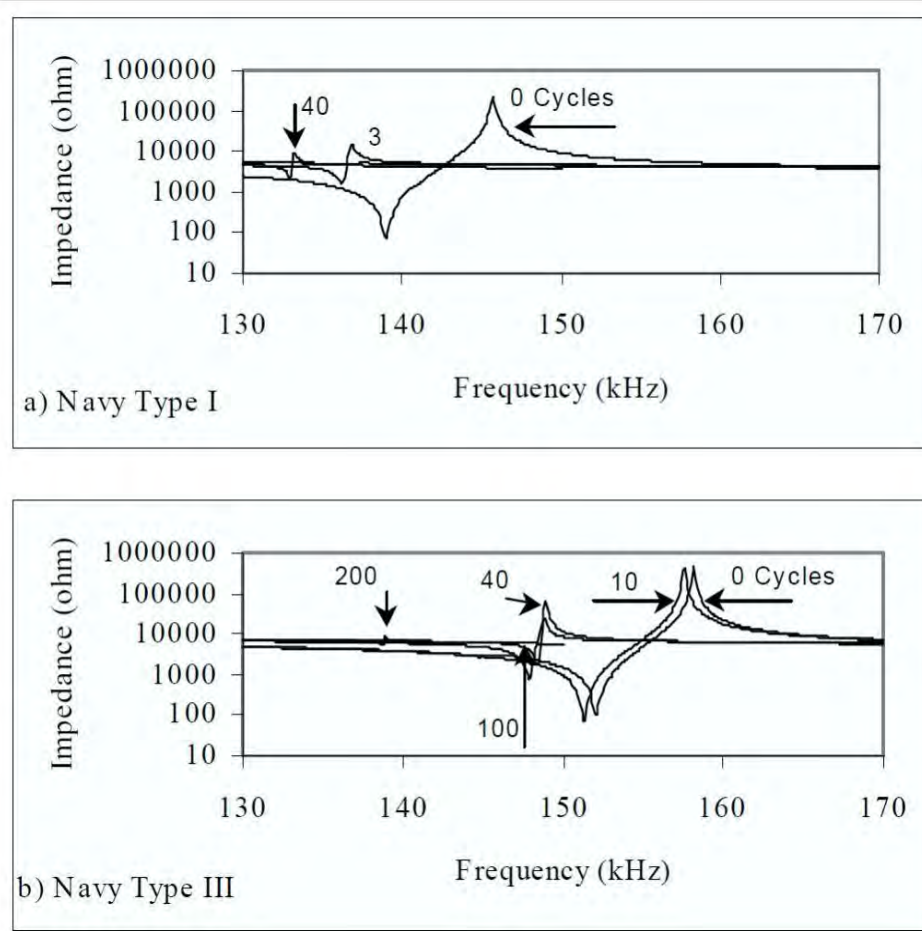 Impedance (ohm)
1000000
100000
10000
1000
100
10
40
3
0 Cycles
130 140 150 160 170
Frequency (kHz)
a) Navy Type I
Impedance (ohm)
1000000
100000
10000
1000
100
10
200
40
10
0 Cycles
100
130 140 150 160 170
Frequency (kHz)
b) Navy Type III